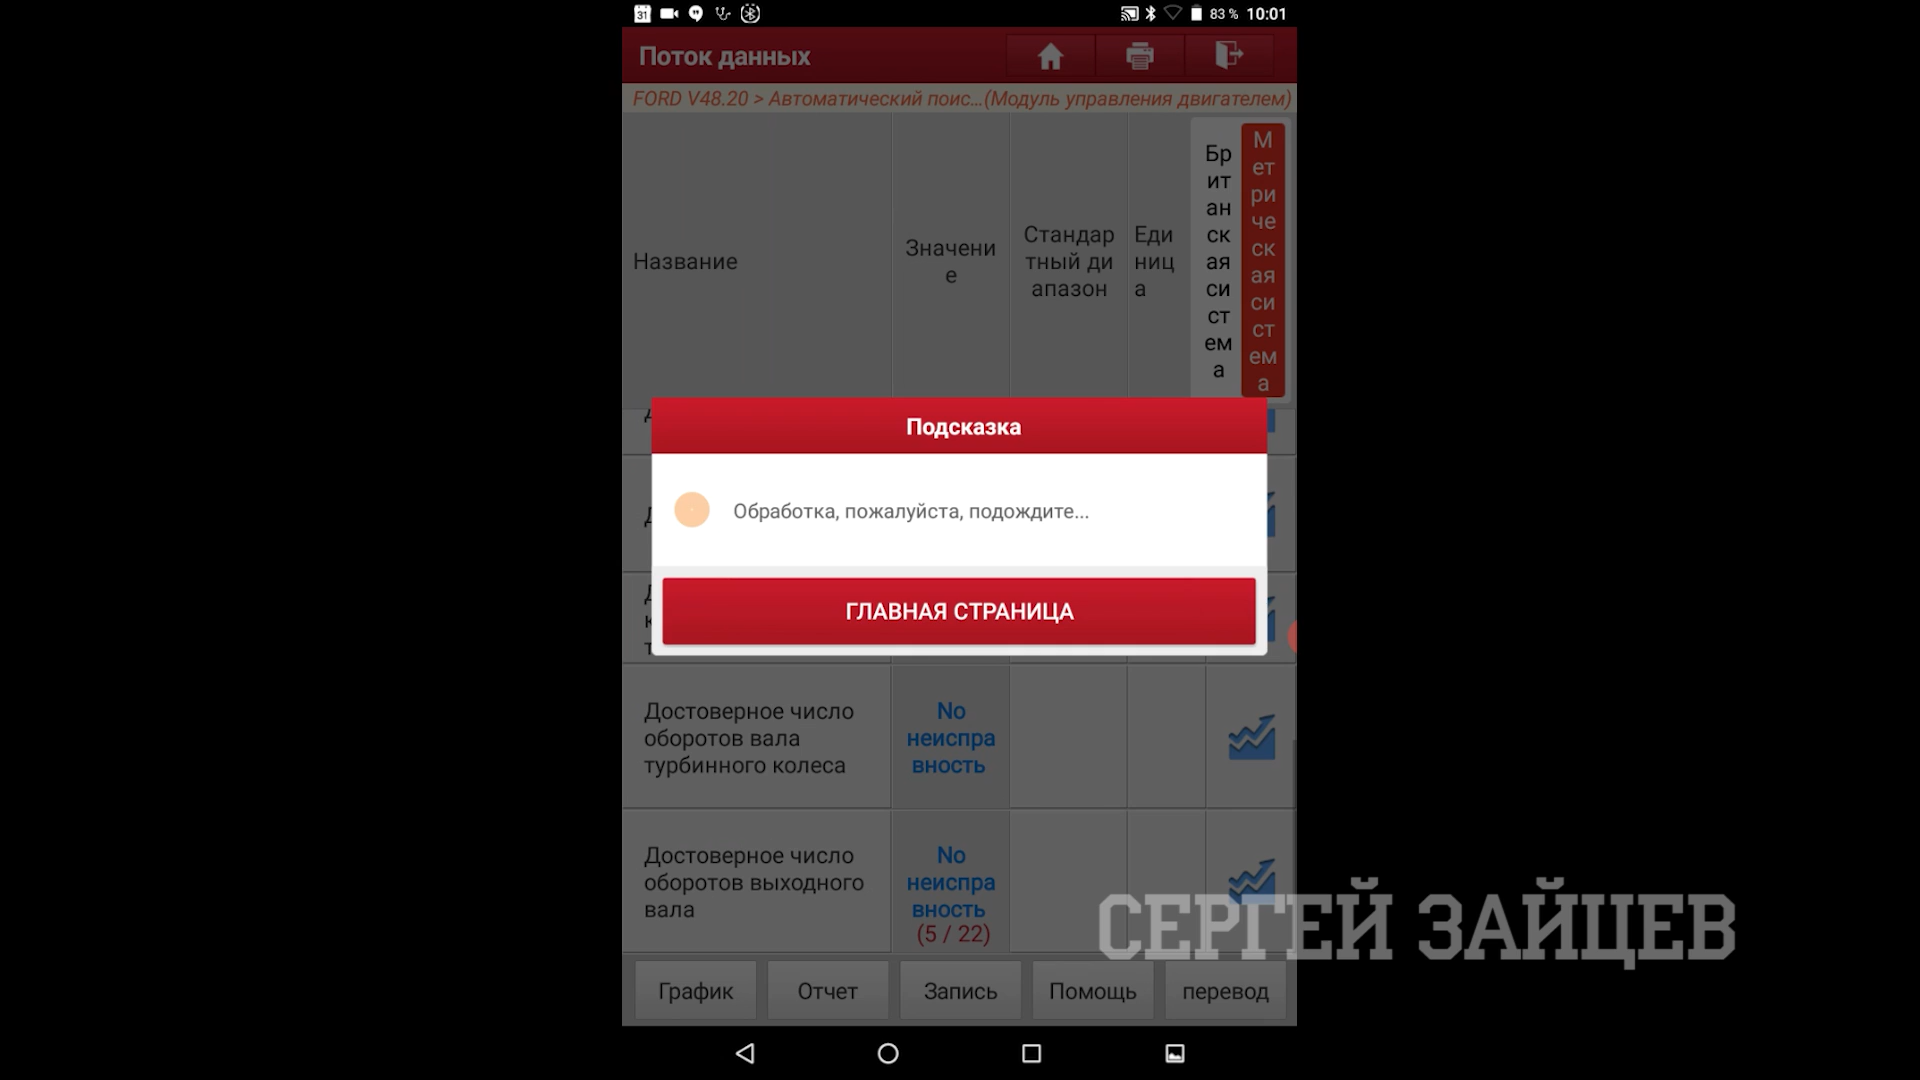 31
83 % 10:01
Поток данных
FORD V48.20 > Автоматический поис...(Модуль управления двигателем)
Название
Значени
е
Стандар
тный ди
апазон
Еди
ниц
а
Бр
ит
ан
ск
ая
си
ст
ем
а
М
ет
ри
че
ск
ая
си
ст
ем
а
Подсказка
Обработка, пожалуйста, подождите...
ГЛАВНАЯ СТРАНИЦА
Достоверное число
оборотов вала
турбинного колеса
No
неиспра
вность
Достоверное число
оборотов выходного
вала
No
неиспра
вность
(5 / 22)
СЕРГЕЙ ЗАЙЦЕВ
График
Отчет
Запись
Помощь
перевод